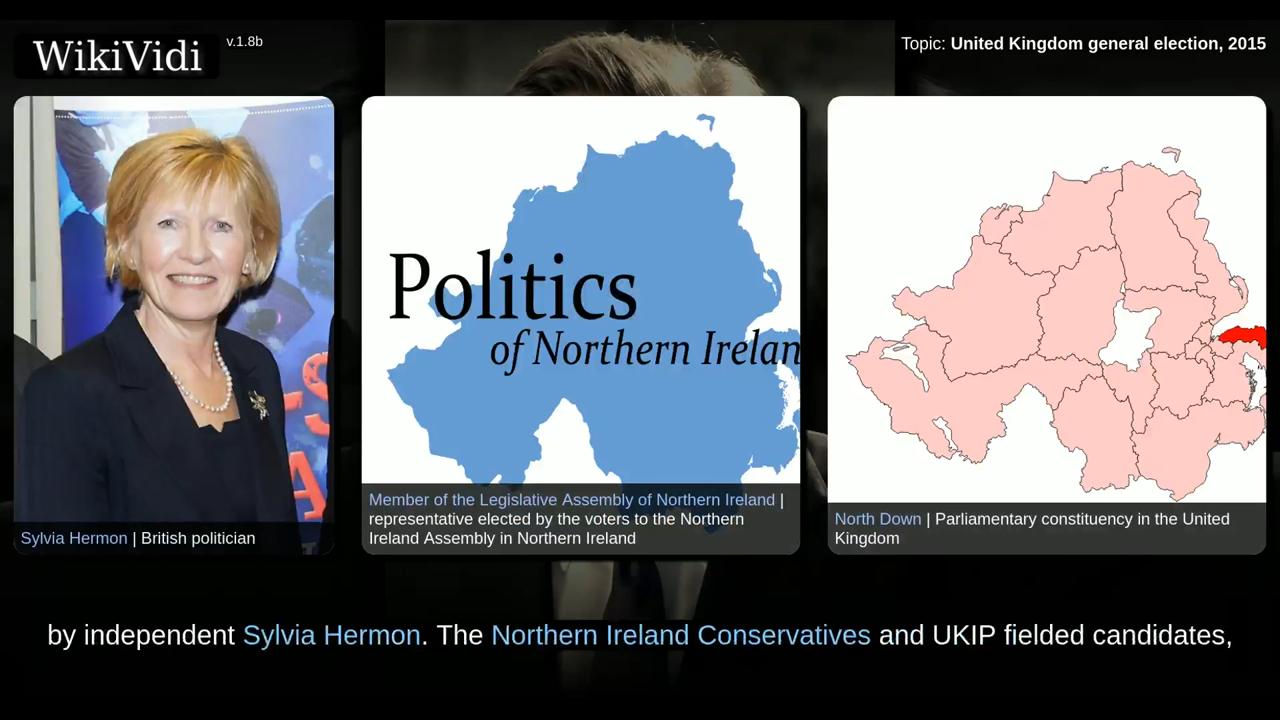 WikiVidi
v.1.8b
Topic: United Kingdom general election, 2015
Politics
of Northern Irelan
Sylvia Hermon | British politician
Member of the Legislative Assembly of Northern Ireland |
representative elected by the voters to the Northern
Ireland Assembly in Northern Ireland
North Down | Parliamentary constituency in the United
Kingdom
by independent Sylvia Hermon. The Northern Ireland Conservatives and UKIP fielded candidates,